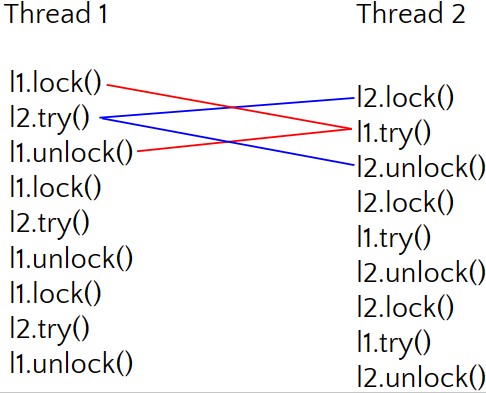 Thread 1
l1.lock()
l2.try()
l1.unlock()
l1.lock()
l2.try()
l1.unlock()
l1.lock()
l2.try()
l1.unlock()
Thread 2
l2.lock()
l1.try()
l2.unlock()
l2.lock()
l1.try()
l2.unlock()
l2.lock()
l1.try()
l2.unlock()